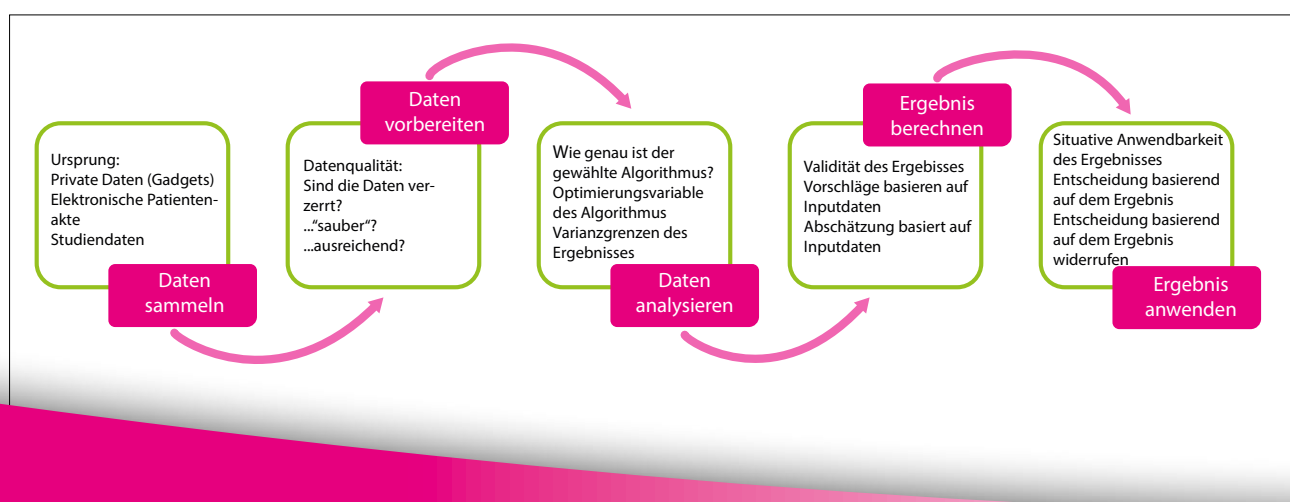 Ursprung:
Private Daten (Gadgets)
Elektronische Patienten-
akte
Studiendaten
Daten
sammeln
Daten
vorbereiten
Datenqualität:
Sind die Daten ver-
zerrt?
...“sauber“?
...ausreichend?
Wie genau ist der
gewählte Algorithmus?
Optimierungsvariable
des Algorithmus
Varianzgrenzen des
Ergebnisses
Daten
analysieren
Ergebnis
berechnen
Validität des Ergebisses
Vorschläge basieren auf
Inputdaten
Abschätzung basiert auf
Inputdaten
Situative Anwendbarkeit
des Ergebnisses
Entscheidung basierend
auf dem Ergebnis
Entscheidung basierend
auf dem Ergebnis
widerrufen
Ergebnis
anwenden